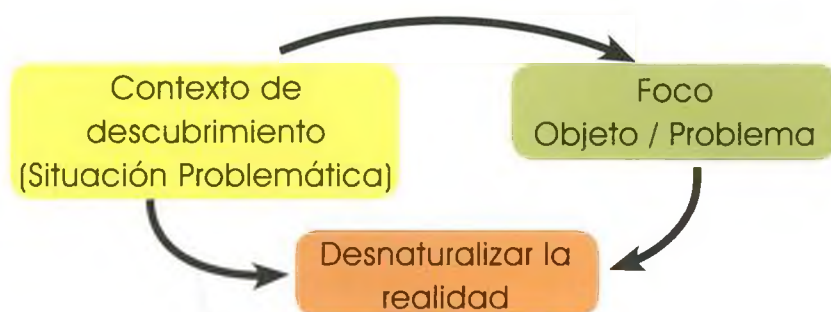 Contexto de
descubrimiento
(Situación Problemática)
Foco
Objeto / Problema
Desnaturalizar la
realidad